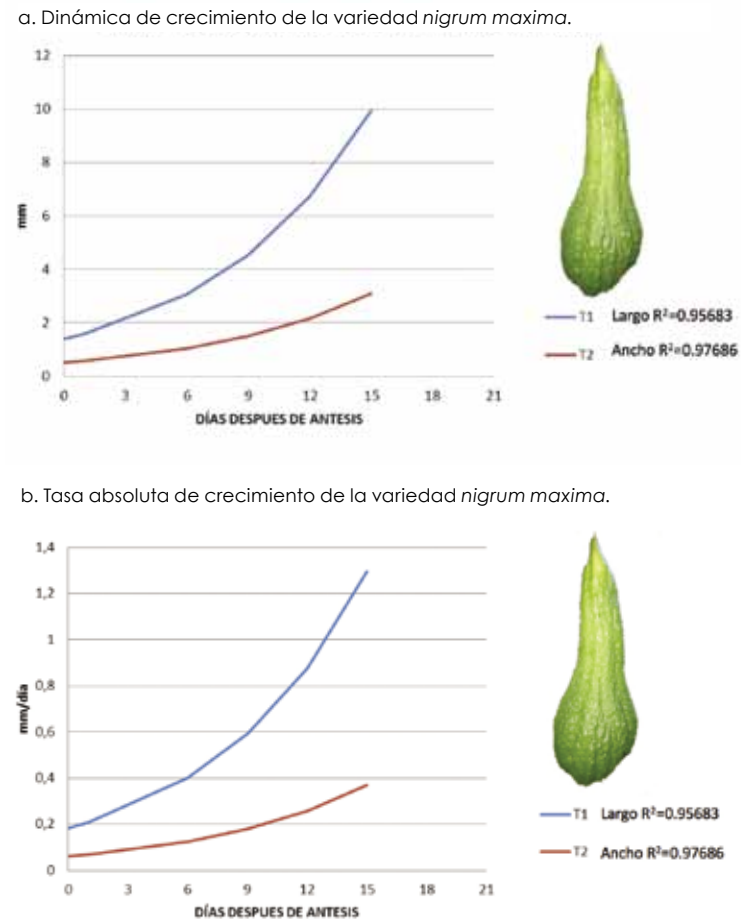 a. Dinámica de crecimiento de la variedad nigrum maxima.
12
10
8
6
4
2
0
mm
0 3 6 9 12 15 18 21
DÍAS DESPUES DE ANTESIS
T1 Largo R²=0.95683
T2 Ancho R²=0.97686
b. Tasa absoluta de crecimiento de la variedad nigrum maxima.
1,4
1,2
1
0,8
0,6
0,4
0,2
0
mm/día
0 3 6 9 12 15 18 21
DÍAS DESPUES DE ANTESIS
T1 Largo R²=0.95683
T2 Ancho R²=0.97686